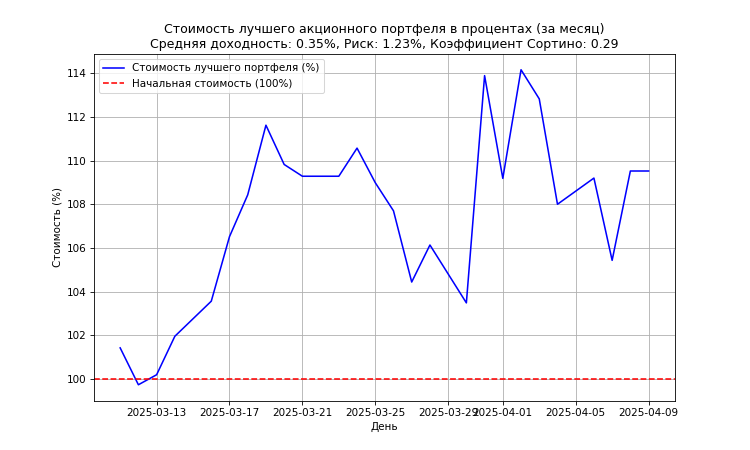 Стоимость лучшего акционного портфеля в процентах (за месяц)
Средняя доходность: 0.35%, Риск: 1.23%, Коэффициент Сортино: 0.29
Стоимость лучшего портфеля (%)
Начальная стоимость (100%)
Стоимость (%)
114
112
110
108
106
104
102
100
2025-03-13
2025-03-17
2025-03-21
2025-03-25
2025-03-29
2025-04-01
2025-04-05
2025-04-09
День